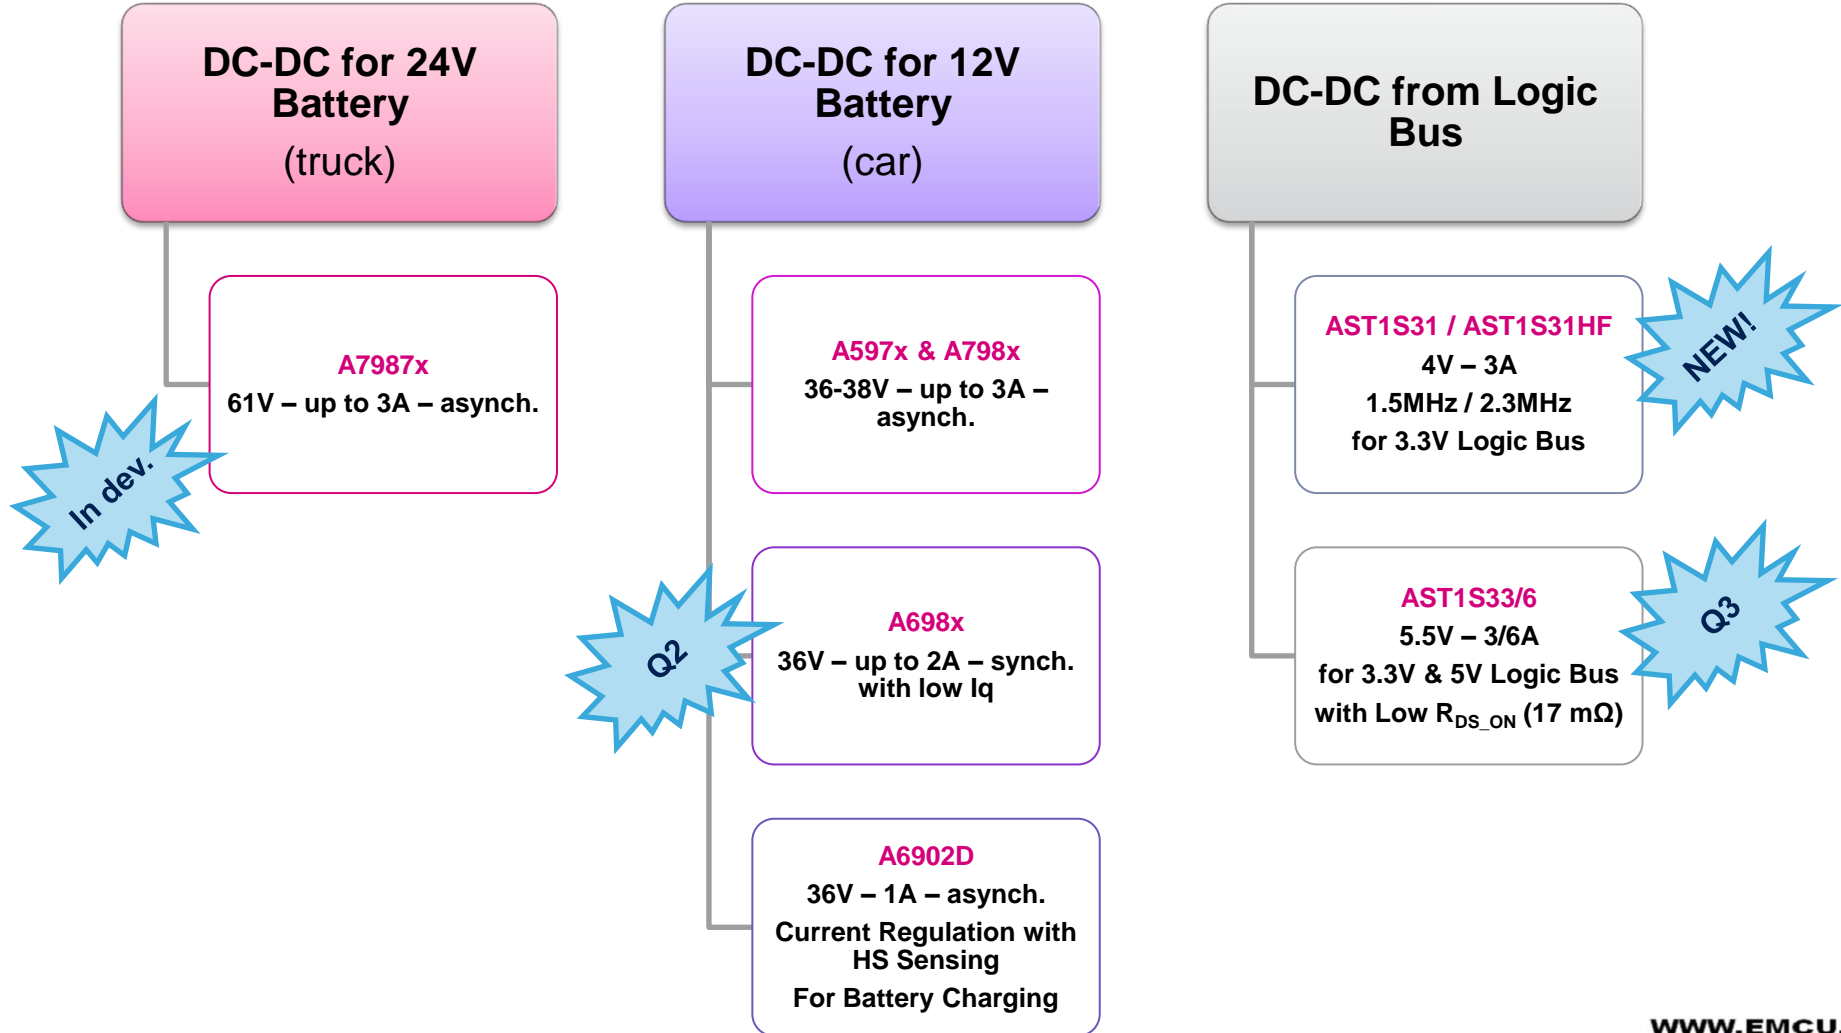 DC-DC for 24V
Battery
(truck)
A7987x
61V – up to 3A – asynch.
In dev.
DC-DC for 12V
Battery
(car)
A597x & A798x
36-38V – up to 3A –
asynch.
A698x
36V – up to 2A – synch.
with low Iq
Q2
A6902D
36V – 1A – asynch.
Current Regulation with
HS Sensing
For Battery Charging
DC-DC from Logic
Bus
AST1S31 / AST1S31HF
4V – 3A
1.5MHz / 2.3MHz
for 3.3V Logic Bus
NEW!
AST1S33/6
5.5V – 3/6A
for 3.3V & 5V Logic Bus
with Low RDS_ON (17 mΩ)
Q3
WWW.EMCU.